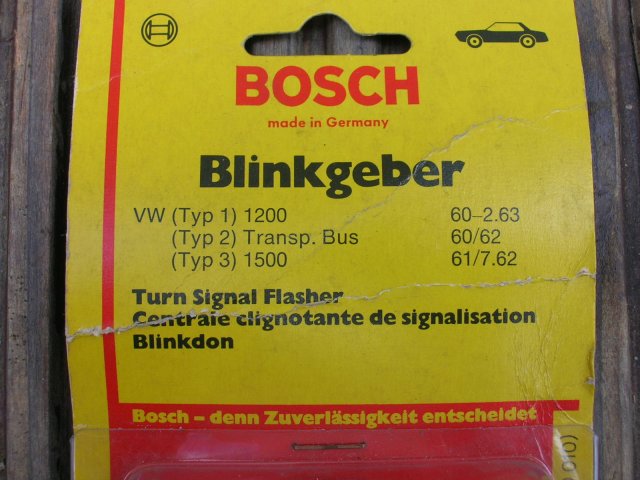 BOSCH
made in Germany
Blinkgeber
VW (Typ 1) 1200 60–2.63
(Typ 2) Transp. Bus 60/62
(Typ 3) 1500 61/7.62
Turn Signal Flasher
Centrale clignotante de signalisation
Blinkdon
Bosch – denn Zuverlässigkeit entscheidet
010)